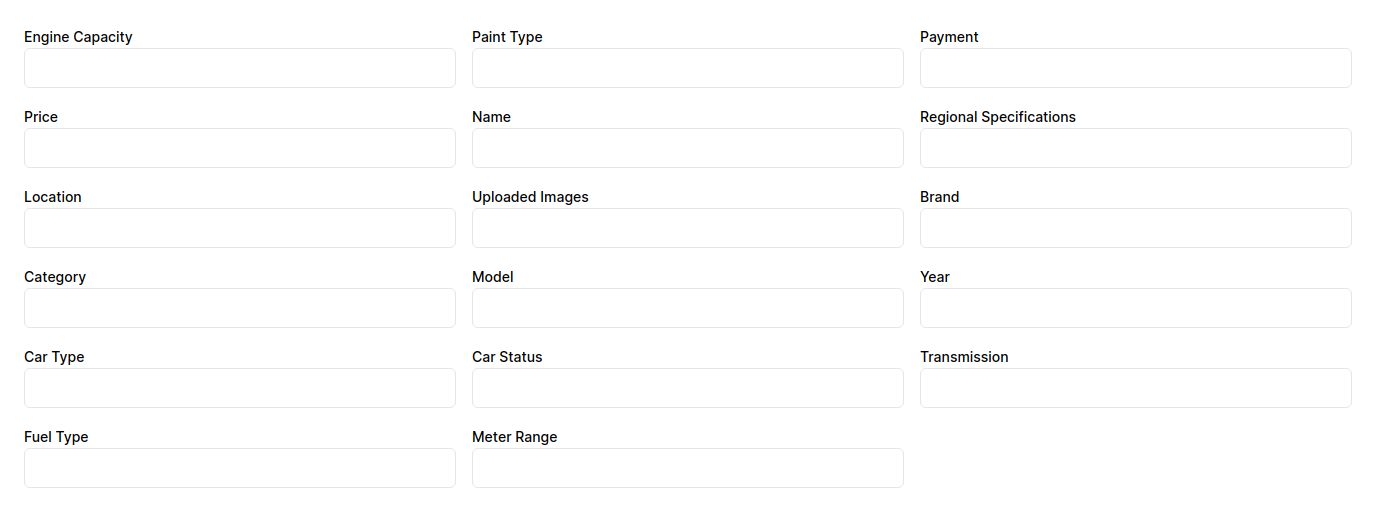 Engine Capacity
Paint Type
Payment
Price
Name
Regional Specifications
Location
Uploaded Images
Brand
Category
Model
Year
Car Type
Car Status
Transmission
Fuel Type
Meter Range